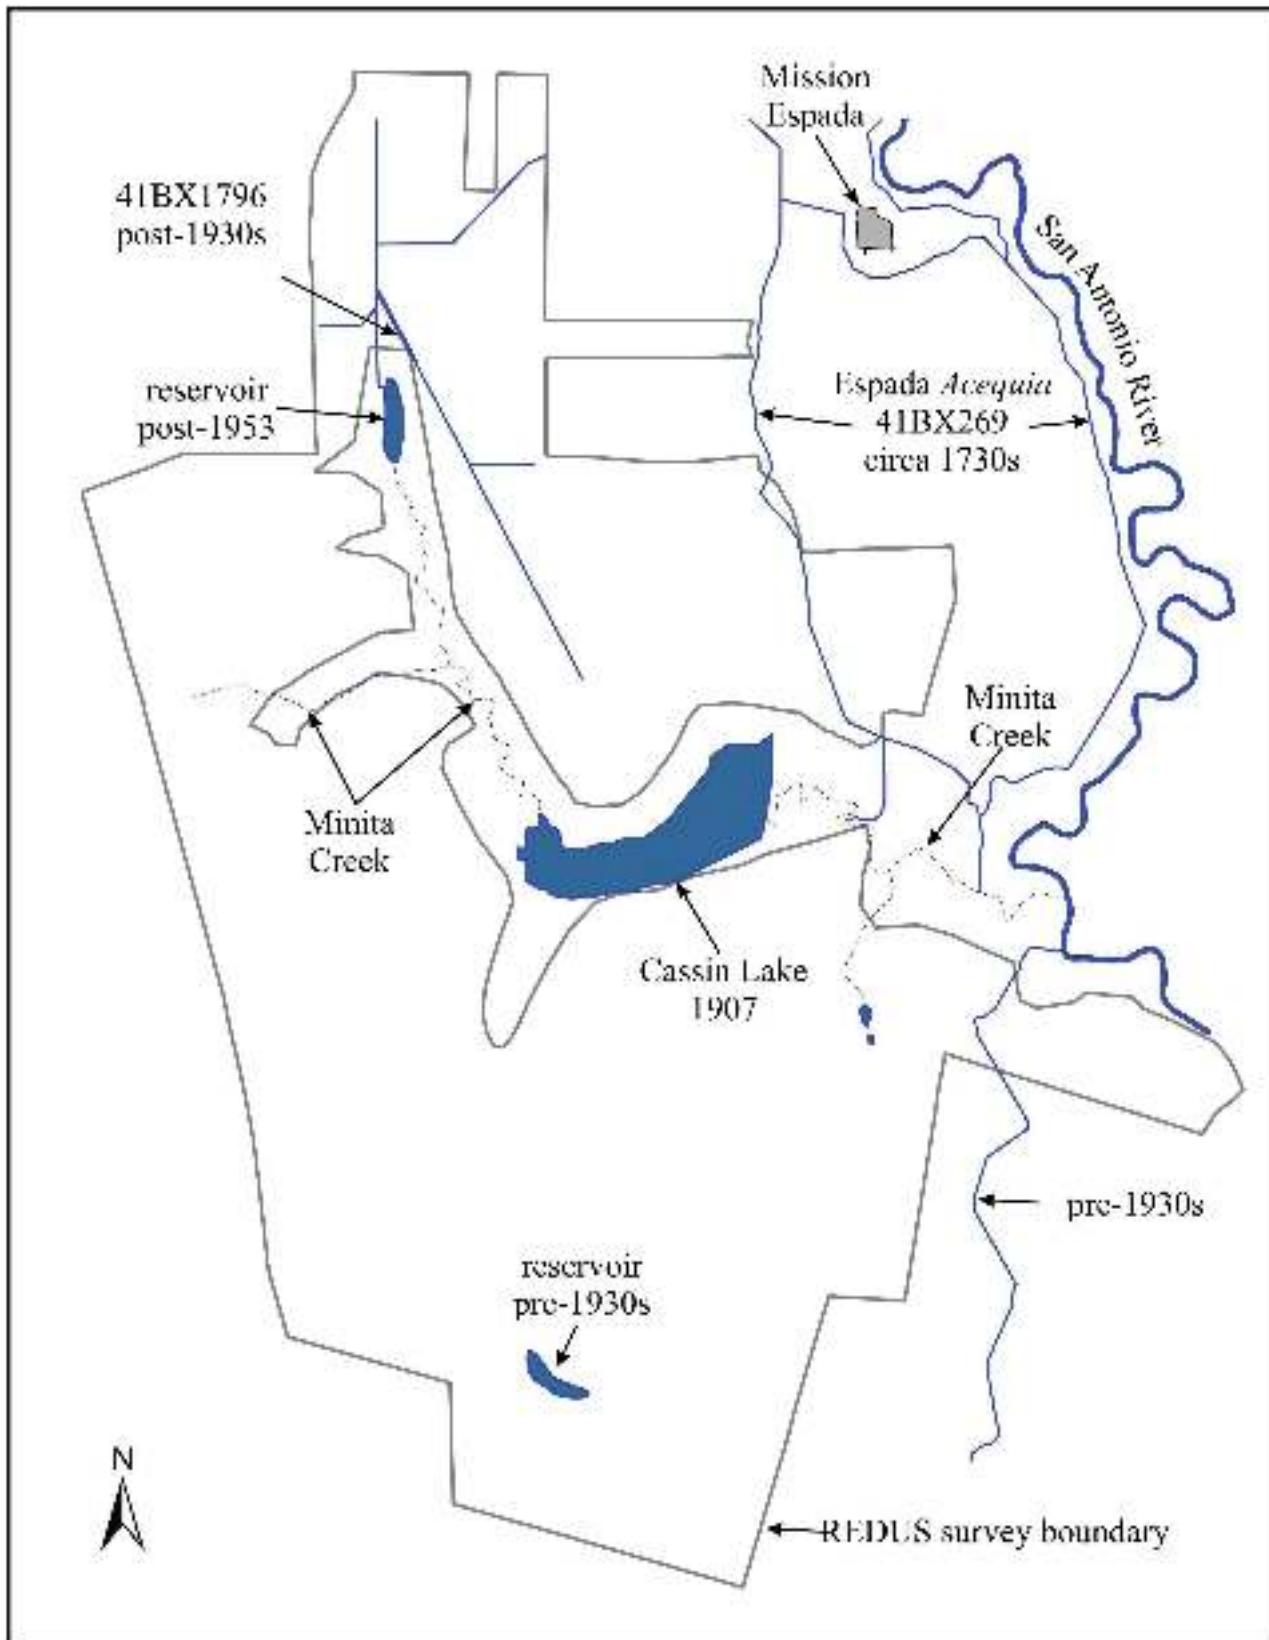 Mission
Espada
41BX1796
post-1930s
San Antonio River
reservoir
post-1953
Espada Acequia
41BX269
circa 1730s
Minita
Creek
Minita
Creek
Cassin Lake
1907
pre-1930s
reservoir
pre-1930s
N
REDUS survey boundary